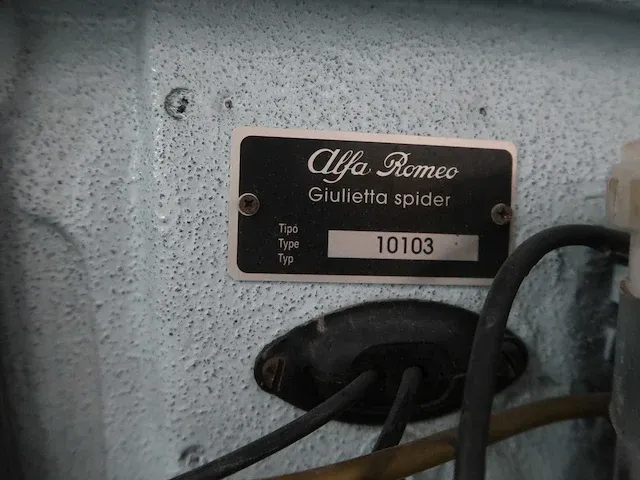 Alfa Romeo
Giulietta spider
Tipo
Type 10103
Typ